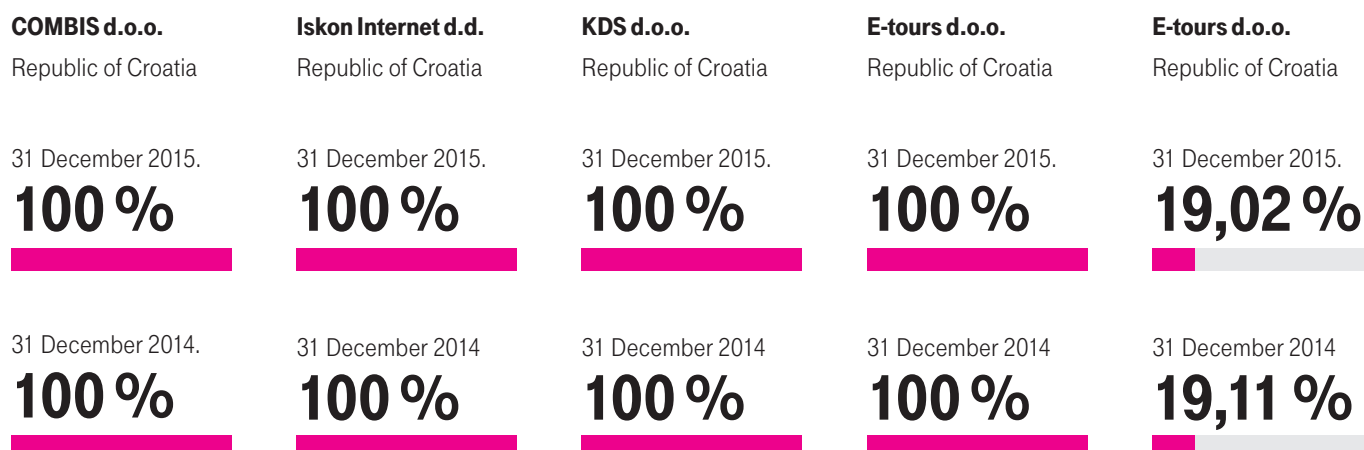 COMBIS d.o.o.
Republic of Croatia
31 December 2015.
100 %
31 December 2014.
100 %
Iskon Internet d.d.
Republic of Croatia
31 December 2015.
100 %
31 December 2014
100 %
KDS d.o.o.
Republic of Croatia
31 December 2015.
100 %
31 December 2014
100 %
E-tours d.o.o.
Republic of Croatia
31 December 2015.
100 %
31 December 2014
100 %
E-tours d.o.o.
Republic of Croatia
31 December 2015.
19,02 %
31 December 2014
19,11 %